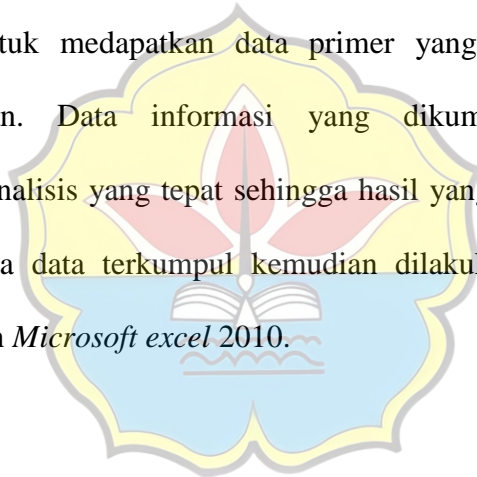 tuk medapatkan data primer yang
n. Data informasi yang dikum
nalisis yang tepat sehingga hasil yang
a data terkumpul kemudian dilakuk
n Microsoft excel 2010.